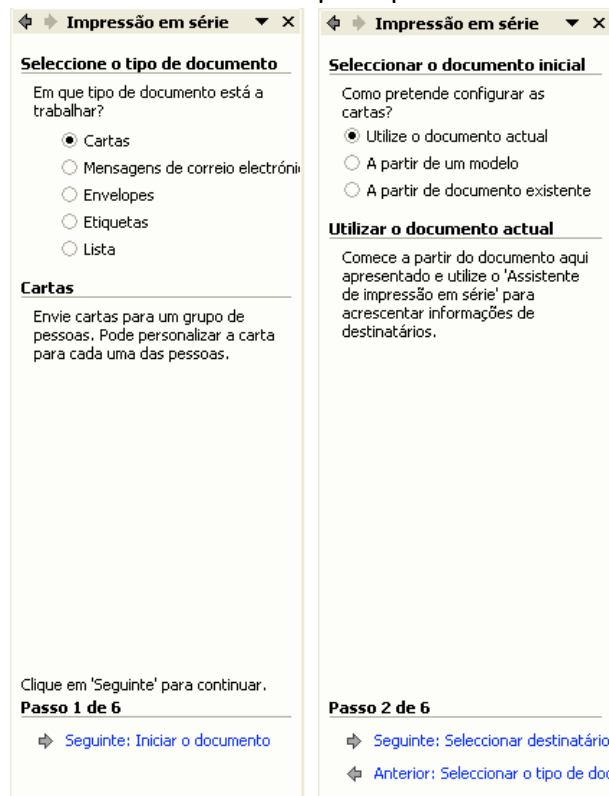 Impressão em série
Seleccione o tipo de documento
Em que tipo de documento está a
trabalhar?
Cartas
Mensagens de correio electróni
Envelopes
Etiquetas
Lista
Cartas
Envie cartas para um grupo de
pessoas. Pode personalizar a carta
para cada uma das pessoas.
Clique em 'Seguinte' para continuar.
Passo 1 de 6
Seguinte: Iniciar o documento
Impressão em série
Seleccionar o documento inicial
Como pretende configurar as
cartas?
Utilize o documento actual
A partir de um modelo
A partir de documento existente
Utilizar o documento actual
Comece a partir do documento aqui
apresentado e utilize o 'Assistente
de impressão em série' para
acrescentar informações de
destinatários.
Passo 2 de 6
Seguinte: Seleccionar destinatário
Anterior: Seleccionar o tipo de doc